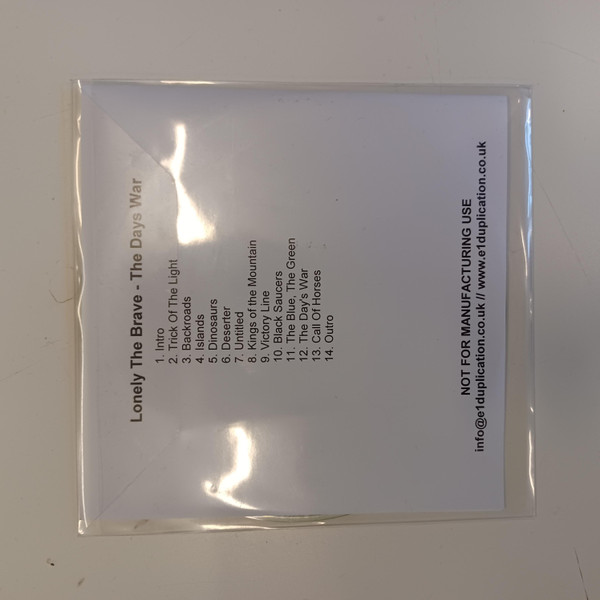 Lonely The Brave - The Days War
1. Intro
2. Trick Of The Light
3. Backroads
4. Islands
5. Dinosaurs
6. Deserter
7. Untitled
8. Kings of the Mountain
9. Victory Line
10. Black Saucers
11. The Blue, The Green
12. The Day's War
13. Call Of Horses
14. Outro
NOT FOR MANUFACTURING USE
info@e1duplication.co.uk // www.e1duplication.co.uk